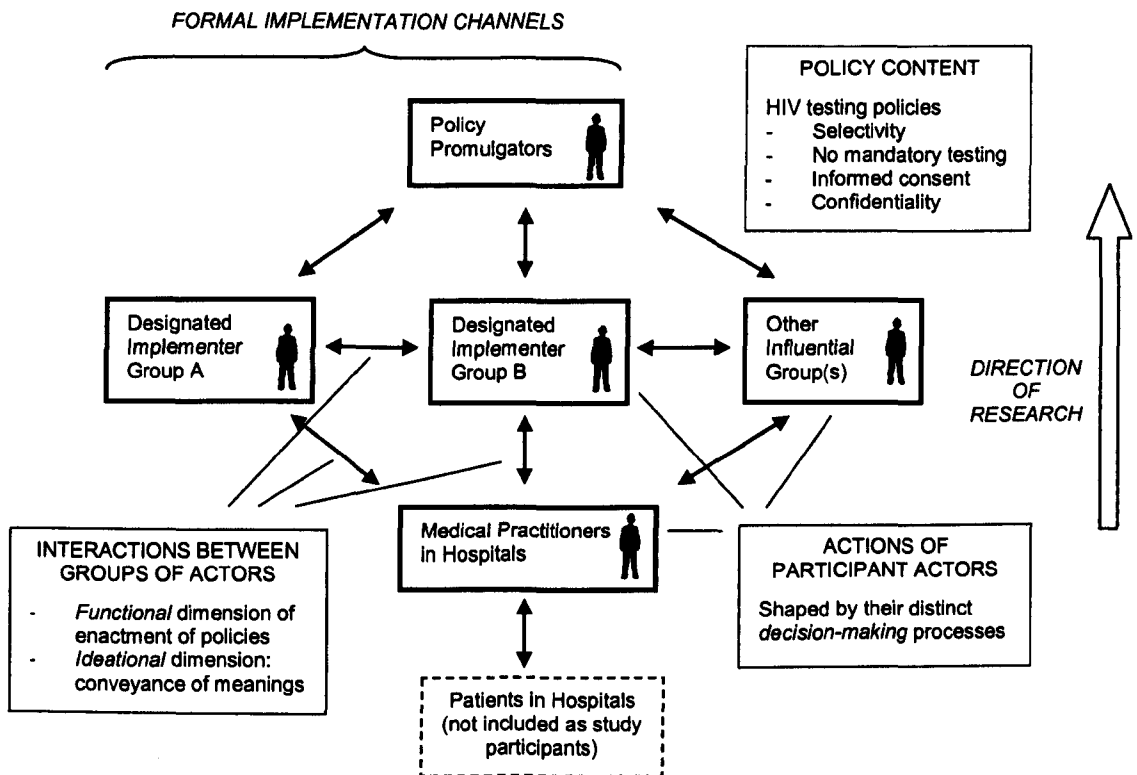 FORMAL IMPLEMENTATION CHANNELS
Policy
Promulgators
POLICY CONTENT
HIV testing policies
- Selectivity
- No mandatory testing
- Informed consent
- Confidentiality
Designated
Implementer
Group A
Designated
Implementer
Group B
Other
Influential
Group(s)
DIRECTION
OF
RESEARCH
Medical Practitioners
in Hospitals
INTERACTIONS BETWEEN
GROUPS OF ACTORS
- Functional dimension of
enactment of policies
- Ideational dimension:
conveyance of meanings
ACTIONS OF
PARTICIPANT ACTORS
Shaped by their distinct
decision-making processes
Patients in Hospitals
(not included as study
participants)